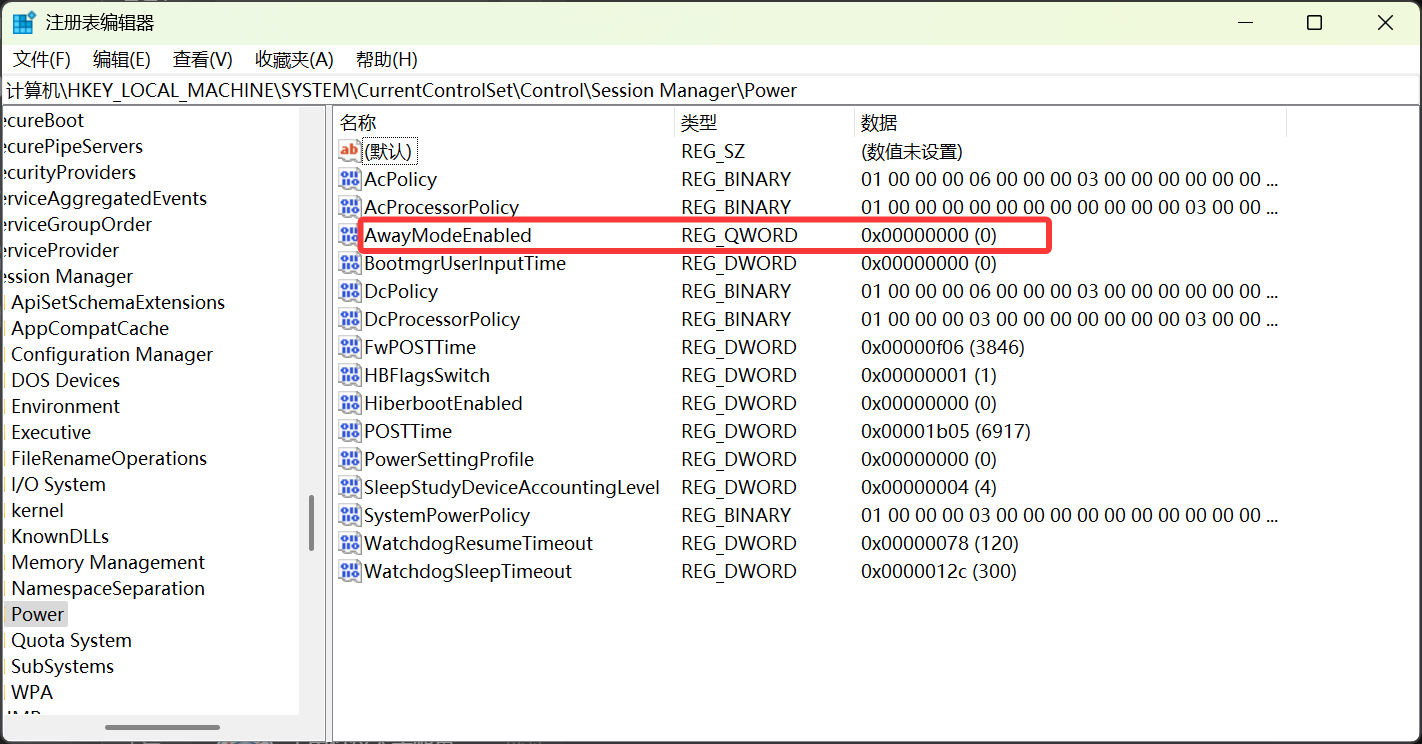 注册表编辑器
文件(F) 编辑(E) 查看(V) 收藏夹(A) 帮助(H)
计算机\HKEY_LOCAL_MACHINE\SYSTEM\CurrentControlSet\Control\Session Manager\Power
ecureBoot
ecurePipeServers
ecurityProviders
erviceAggregatedEvents
erviceGroupOrder
erviceProvider
ession Manager
ApiSetSchemaExtensions
AppCompatCache
Configuration Manager
DOS Devices
Environment
Executive
FileRenameOperations
I/O System
kernel
KnownDLLs
Memory Management
NamespaceSeparation
Power
Quota System
SubSystems
WPA
名称 类型 数据
(默认) REG_SZ (数值未设置)
AcPolicy REG_BINARY 01 00 00 00 06 00 00 00 03 00 00 00 00 00 00 ...
AcProcessorPolicy REG_BINARY 01 00 00 00 00 00 00 00 00 00 00 00 03 00 00 ...
AwayModeEnabled REG_QWORD 0x00000000 (0)
BootmgrUserInputTime REG_DWORD 0x00000000 (0)
DcPolicy REG_BINARY 01 00 00 00 06 00 00 00 03 00 00 00 00 00 00 ...
DcProcessorPolicy REG_BINARY 01 00 00 00 03 00 00 00 00 00 00 00 03 00 00 ...
FwPOSTTime REG_DWORD 0x00000f06 (3846)
HBFlagsSwitch REG_DWORD 0x00000001 (1)
HiberbootEnabled REG_DWORD 0x00000000 (0)
POSTTime REG_DWORD 0x00001b05 (6917)
PowerSettingProfile REG_DWORD 0x00000000 (0)
SleepStudyDeviceAccountingLevel REG_DWORD 0x00000004 (4)
SystemPowerPolicy REG_BINARY 01 00 00 00 03 00 00 00 00 00 00 00 00 00 00 ...
WatchdogResumeTimeout REG_DWORD 0x00000078 (120)
WatchdogSleepTimeout REG_DWORD 0x0000012c (300)